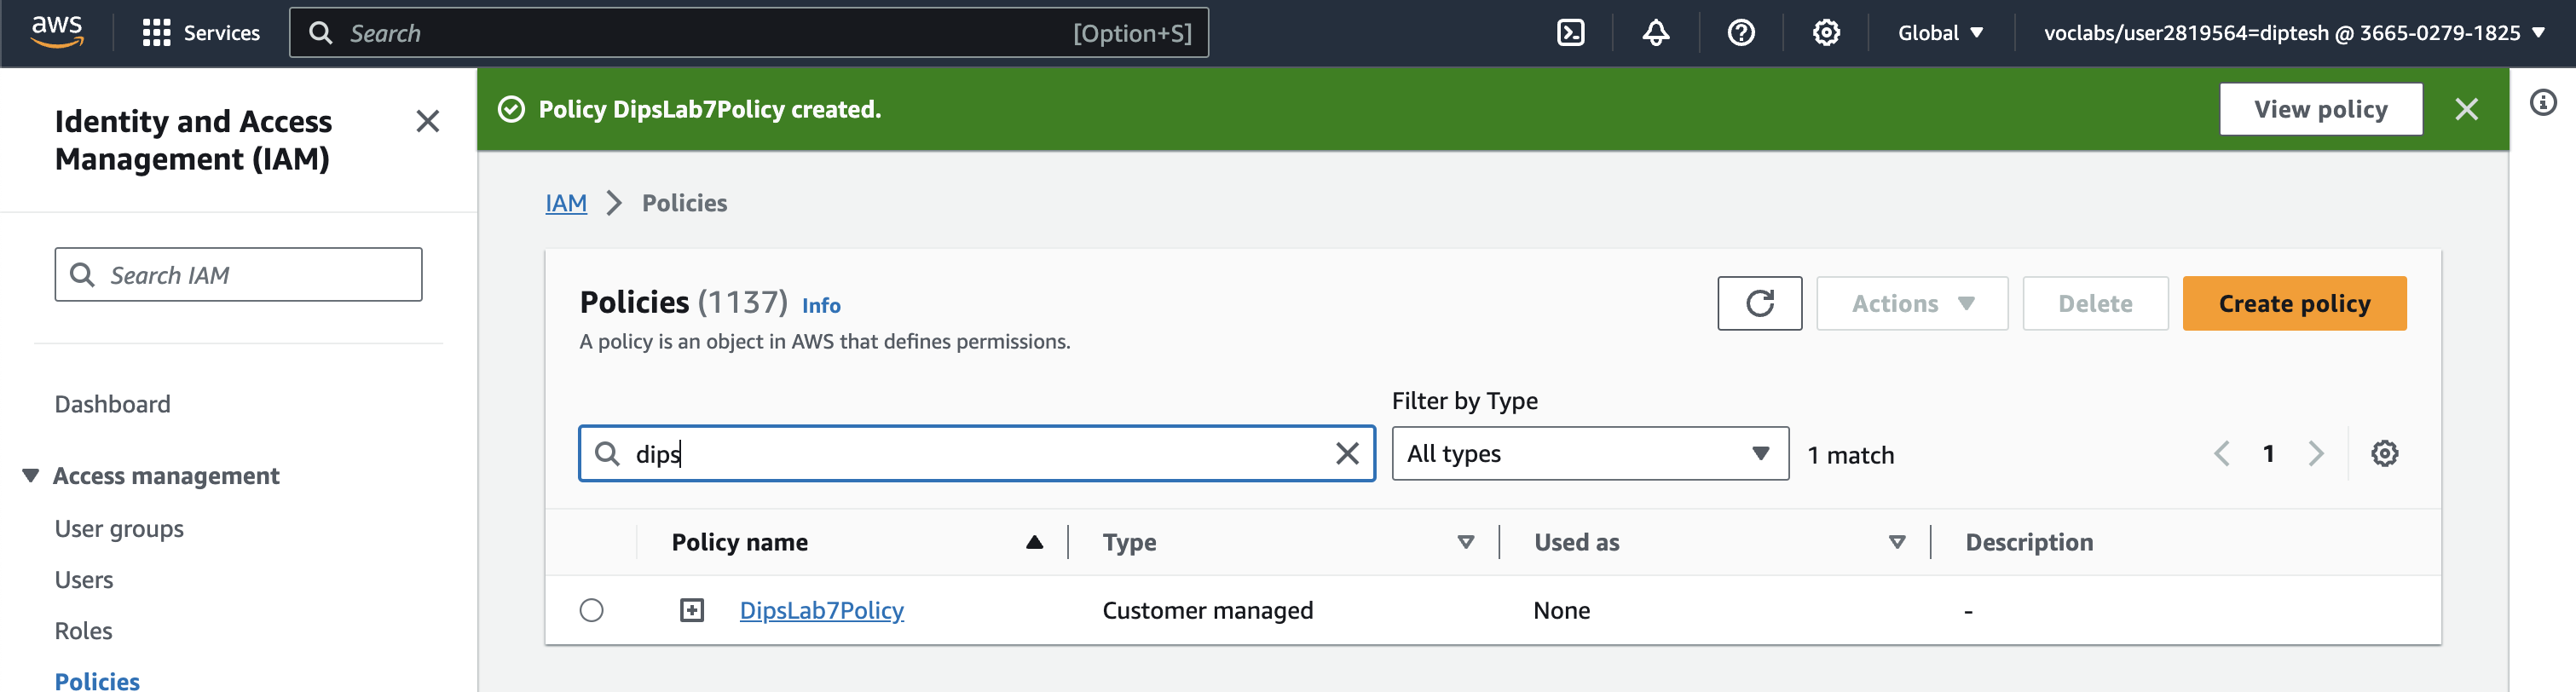 aws
Services
Search
[Option+S]
Global
voclabs/user2819564=diptesh @ 3665-0279-1825
Identity and Access
Management (IAM)
Search IAM
Dashboard
Access management
User groups
Users
Roles
Policies
Policy DipsLab7Policy created.
View policy
IAM
Policies
Policies (1137) Info
A policy is an object in AWS that defines permissions.
Actions
Delete
Create policy
Filter by Type
dips
All types
1 match
1
Policy name
Type
Used as
Description
DipsLab7Policy
Customer managed
None
-